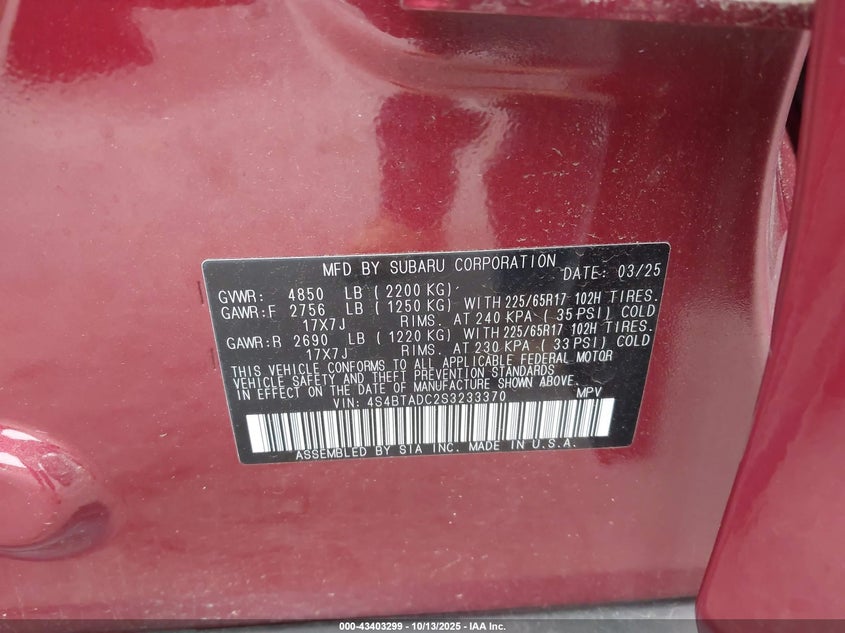 MFD BY SUBARU CORPORATION DATE: 03/25
GVWR: 4850 LB (2200 KG)
GAWR:F 2756 LB (1250 KG) WITH 225/65R17 102H TIRES.
17X7J RIMS. AT 240 KPA (35 PSI) COLD
GAWR:R 2690 LB (1220 KG) WITH 225/65R17 102H TIRES.
17X7J RIMS. AT 230 KPA (33 PSI) COLD
THIS VEHICLE CONFORMS TO ALL APPLICABLE FEDERAL MOTOR
VEHICLE SAFETY AND THEFT PREVENTION STANDARDS
IN EFFECT ON THE DATE OF MANUFACTURE SHOWN ABOVE.
VIN: 4S4BTADC2S3233370 MPV
ASSEMBLED BY SIA INC. MADE IN U.S.A.
000-43403299 - 10/13/2025 - IAA Inc.